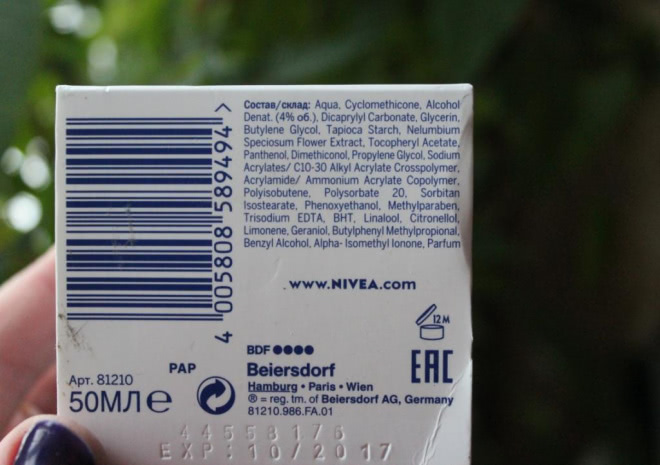 Состав/склад: Aqua, Cyclomethicone, Alcohol
Denat. (4% об.), Dicaprylyl Carbonate, Glycerin,
Butylene Glycol, Tapioca Starch, Nelumbium
Speciosum Flower Extract, Tocopheryl Acetate,
Panthenol, Dimethiconol, Propylene Glycol, Sodium
Acrylates/ C10-30 Alkyl Acrylate Crosspolymer,
Acrylamide/ Ammonium Acrylate Copolymer,
Polyisobutene, Polysorbate 20, Sorbitan
Isostearate, Phenoxyethanol, Methylparaben,
Trisodium EDTA, BHT, Linalool, Citronellol,
Limonene, Geraniol, Butylphenyl Methylpropional,
Benzyl Alcohol, Alpha- Isomethyl Ionone, Parfum
4 005808 589494 >
www.NIVEA.com
12 M
BDF
Beiersdorf
Hamburg • Paris • Wien
® = reg. tm. of Beiersdorf AG, Germany
81210.986.FA.01
EAC
PAP
Арт. 81210
50МЛ e
44558176
EXP: 10/2017